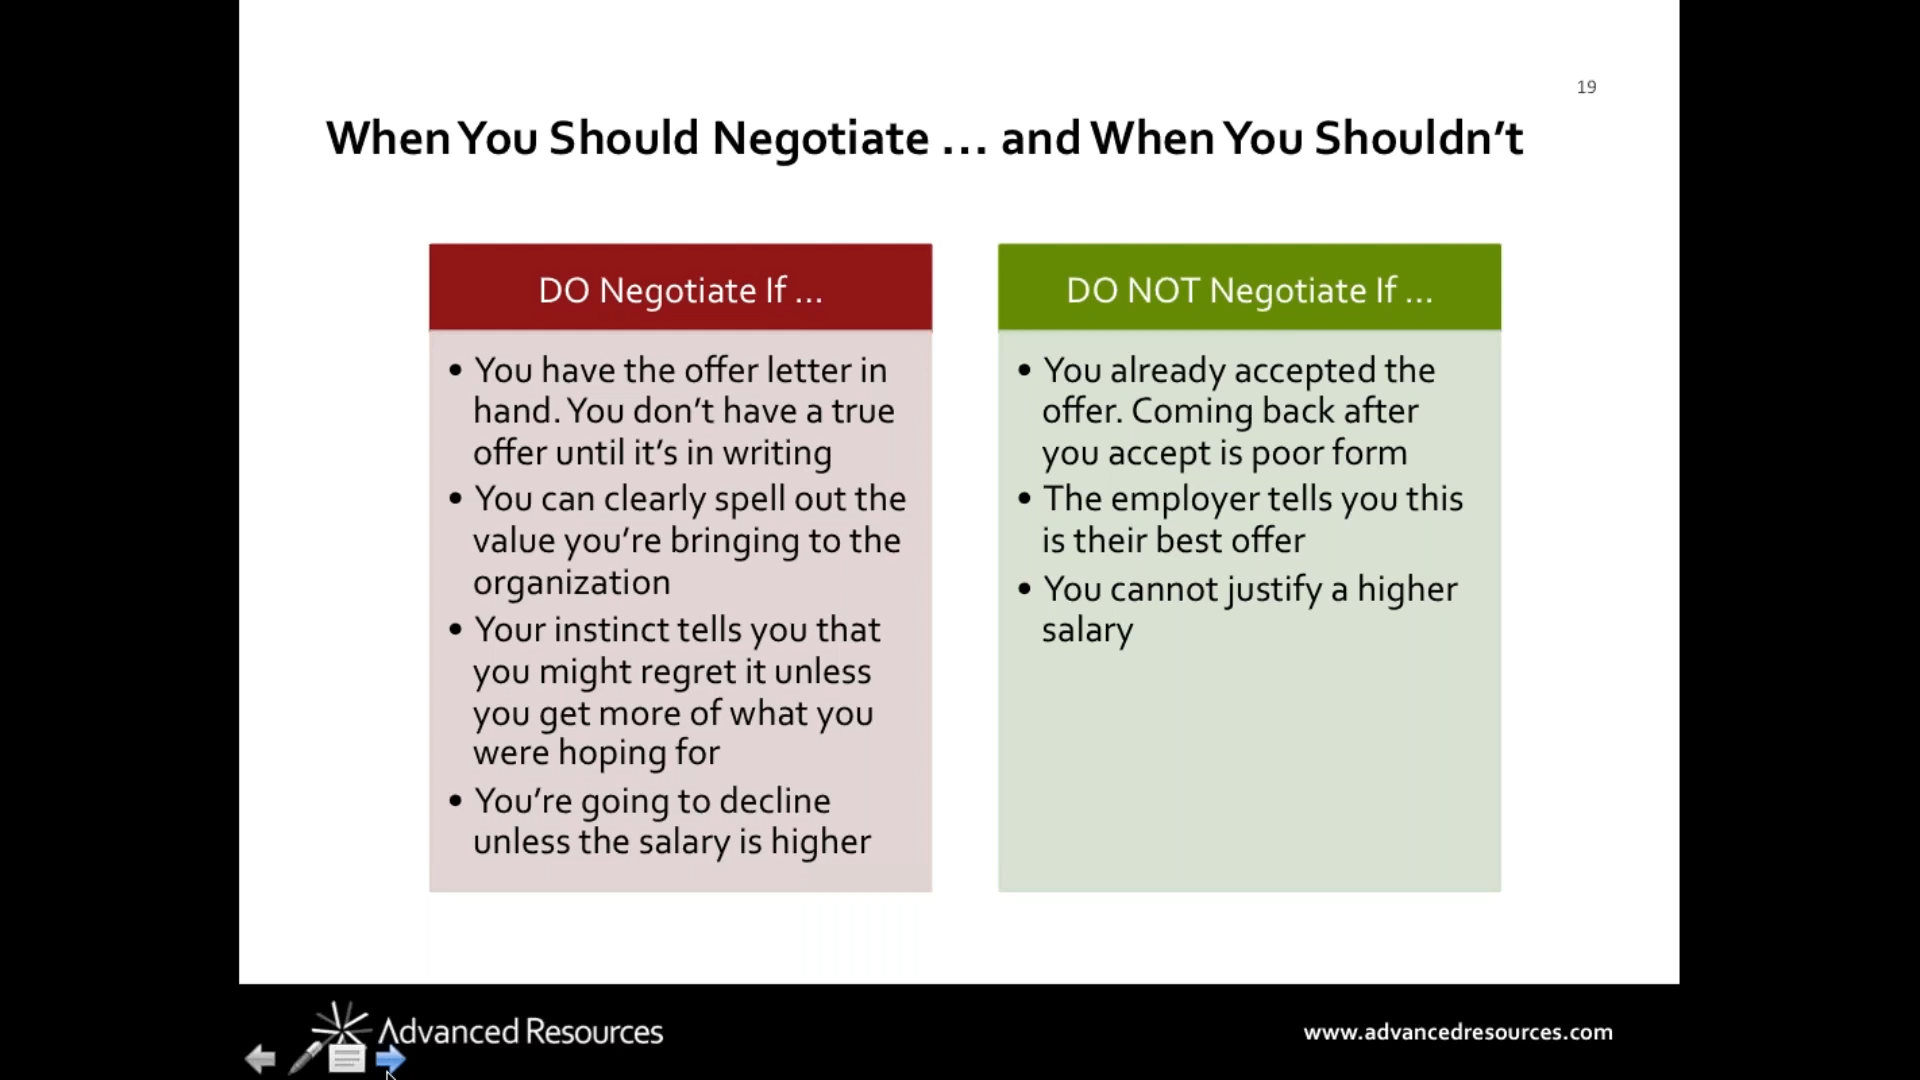 19
When You Should Negotiate ... and When You Shouldn't
DO Negotiate If ...
• You have the offer letter in
hand. You don't have a true
offer until it's in writing
• You can clearly spell out the
value you're bringing to the
organization
• Your instinct tells you that
you might regret it unless
you get more of what you
were hoping for
• You're going to decline
unless the salary is higher
DO NOT Negotiate If ...
• You already accepted the
offer. Coming back after
you accept is poor form
• The employer tells you this
is their best offer
• You cannot justify a higher
salary
Advanced Resources
www.advancedresources.com